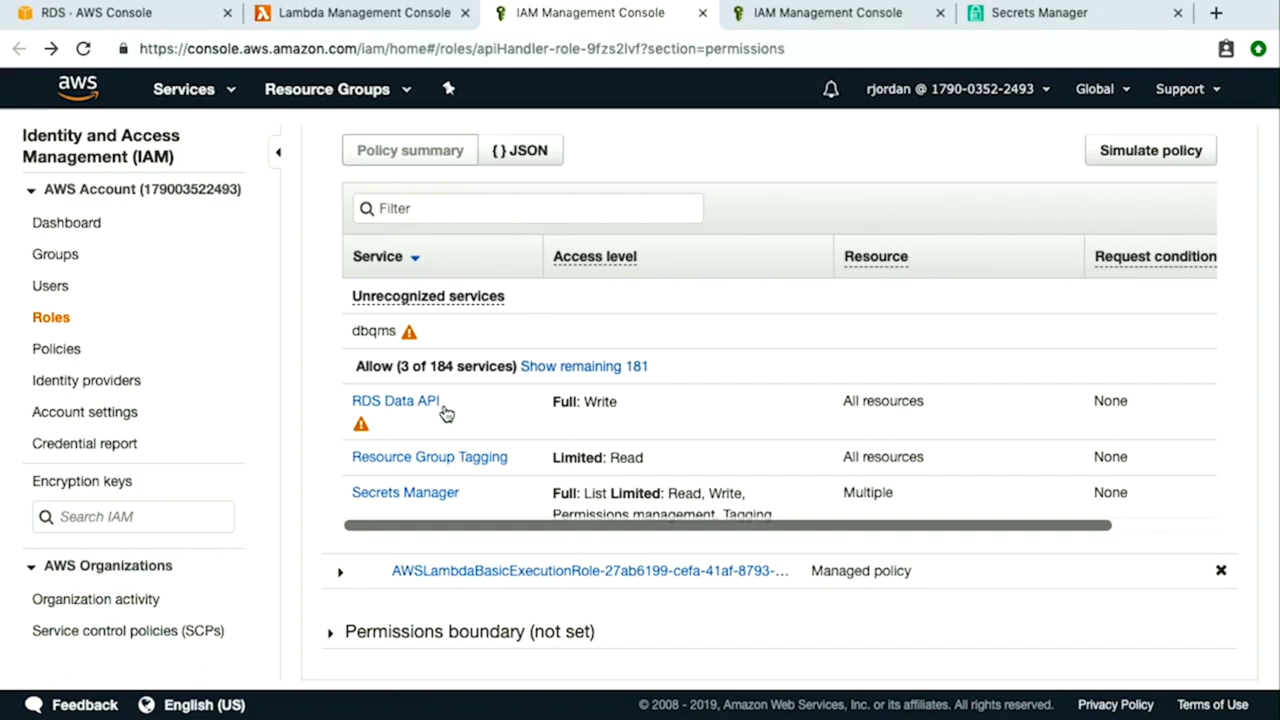 RDS · AWS Console
Lambda Management Console
IAM Management Console
IAM Management Console
Secrets Manager
https://console.aws.amazon.com/iam/home#/roles/apiHandler-role-9fzs2lvf?section=permissions
aws
Services
Resource Groups
rjordan @ 1790-0352-2493
Global
Support
Identity and Access
Management (IAM)
AWS Account (179003522493)
Dashboard
Groups
Users
Roles
Policies
Identity providers
Account settings
Credential report
Encryption keys
Search IAM
AWS Organizations
Organization activity
Service control policies (SCPs)
Policy summary
{ } JSON
Simulate policy
Filter
Service
Access level
Resource
Request condition
Unrecognized services
dbqms
Allow (3 of 184 services) Show remaining 181
RDS Data API
Full: Write
All resources
None
Resource Group Tagging
Limited: Read
All resources
None
Secrets Manager
Full: List Limited: Read, Write,
Permissions management, Tagging
Multiple
None
AWSLambdaBasicExecutionRole-27ab6199-cefa-41af-8793-...
Managed policy
Permissions boundary (not set)
Feedback
English (US)
© 2008 - 2019, Amazon Web Services, Inc. or its affiliates. All rights reserved.
Privacy Policy
Terms of Use